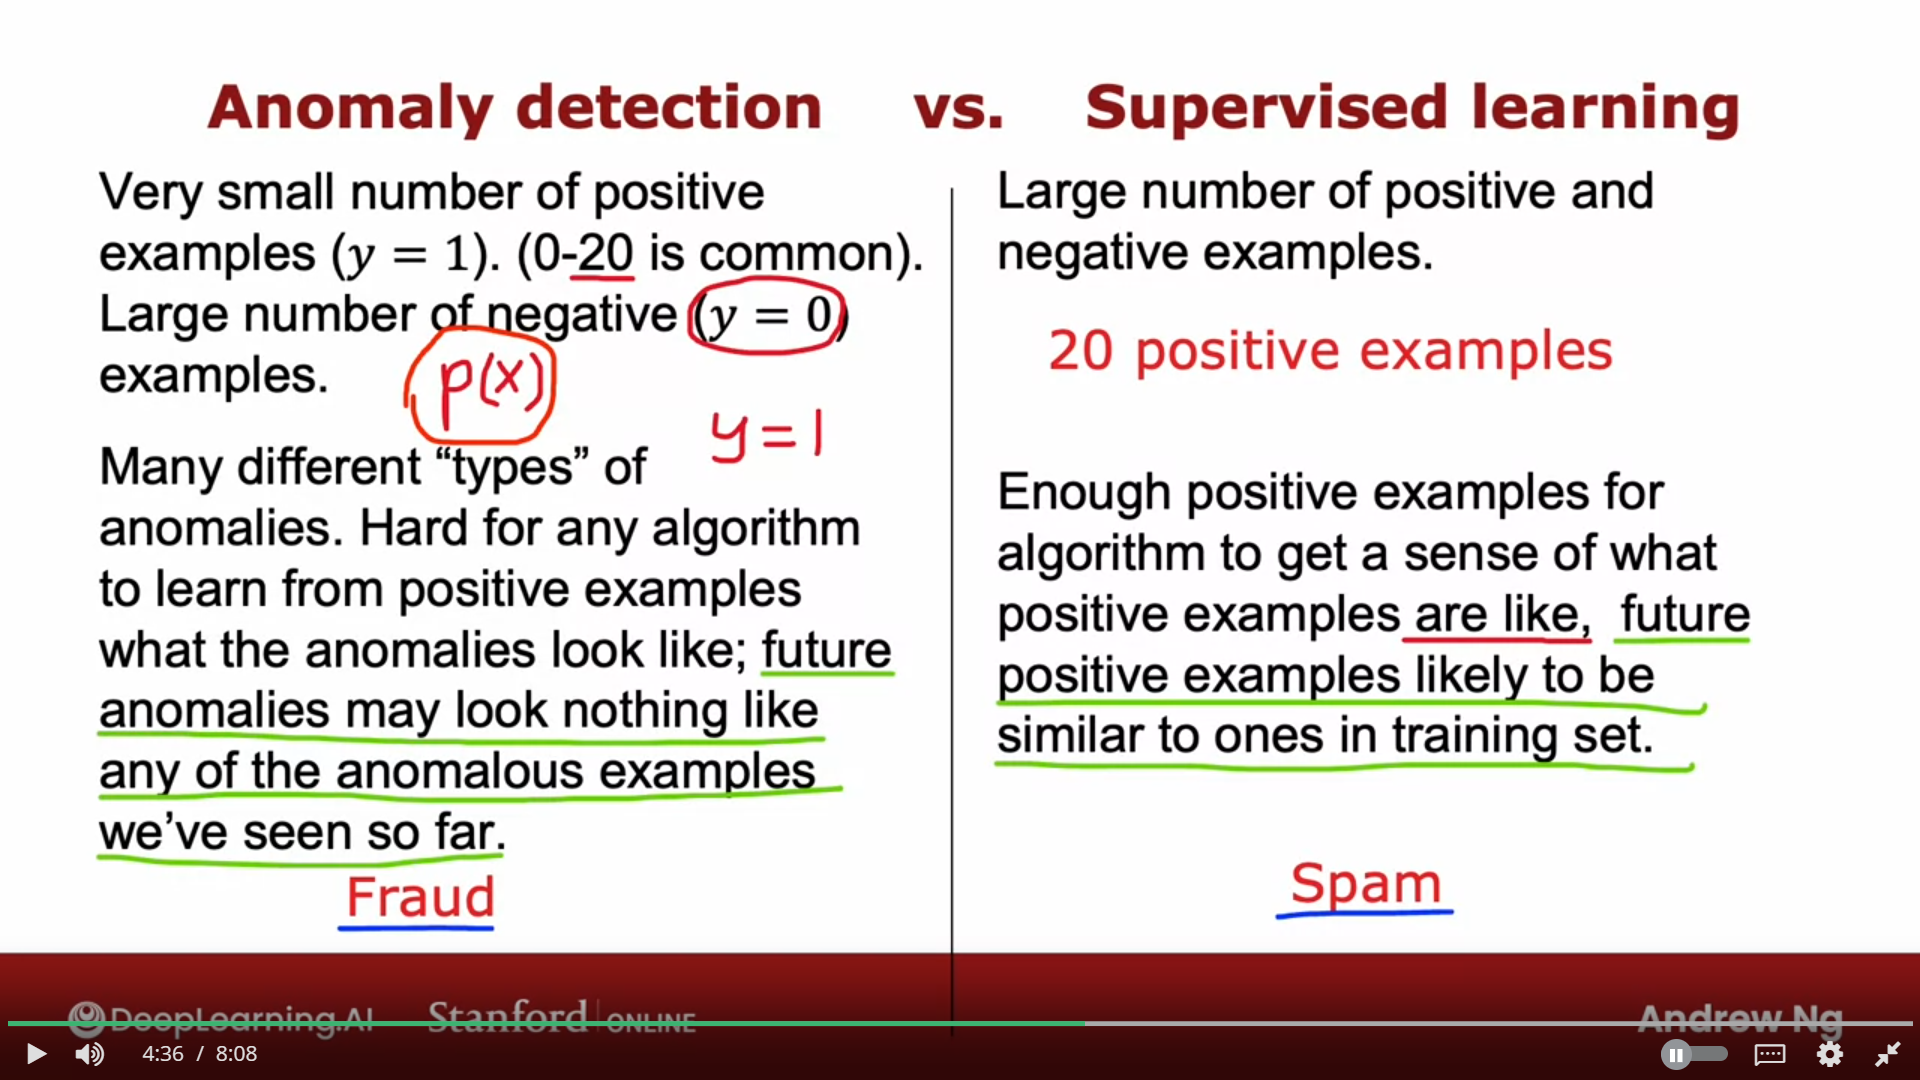 Anomaly detection vs. Supervised learning
Very small number of positive
examples (y = 1). (0-20 is common).
Large number of negative (y = 0)
examples.
p(x)
y=1
Many different “types” of
anomalies. Hard for any algorithm
to learn from positive examples
what the anomalies look like; future
anomalies may look nothing like
any of the anomalous examples
we’ve seen so far.
Fraud
Large number of positive and
negative examples.
20 positive examples
Enough positive examples for
algorithm to get a sense of what
positive examples are like, future
positive examples likely to be
similar to ones in training set.
Spam
DeepLearning.AI Stanford ONLINE Andrew Ng
4:36 / 8:08